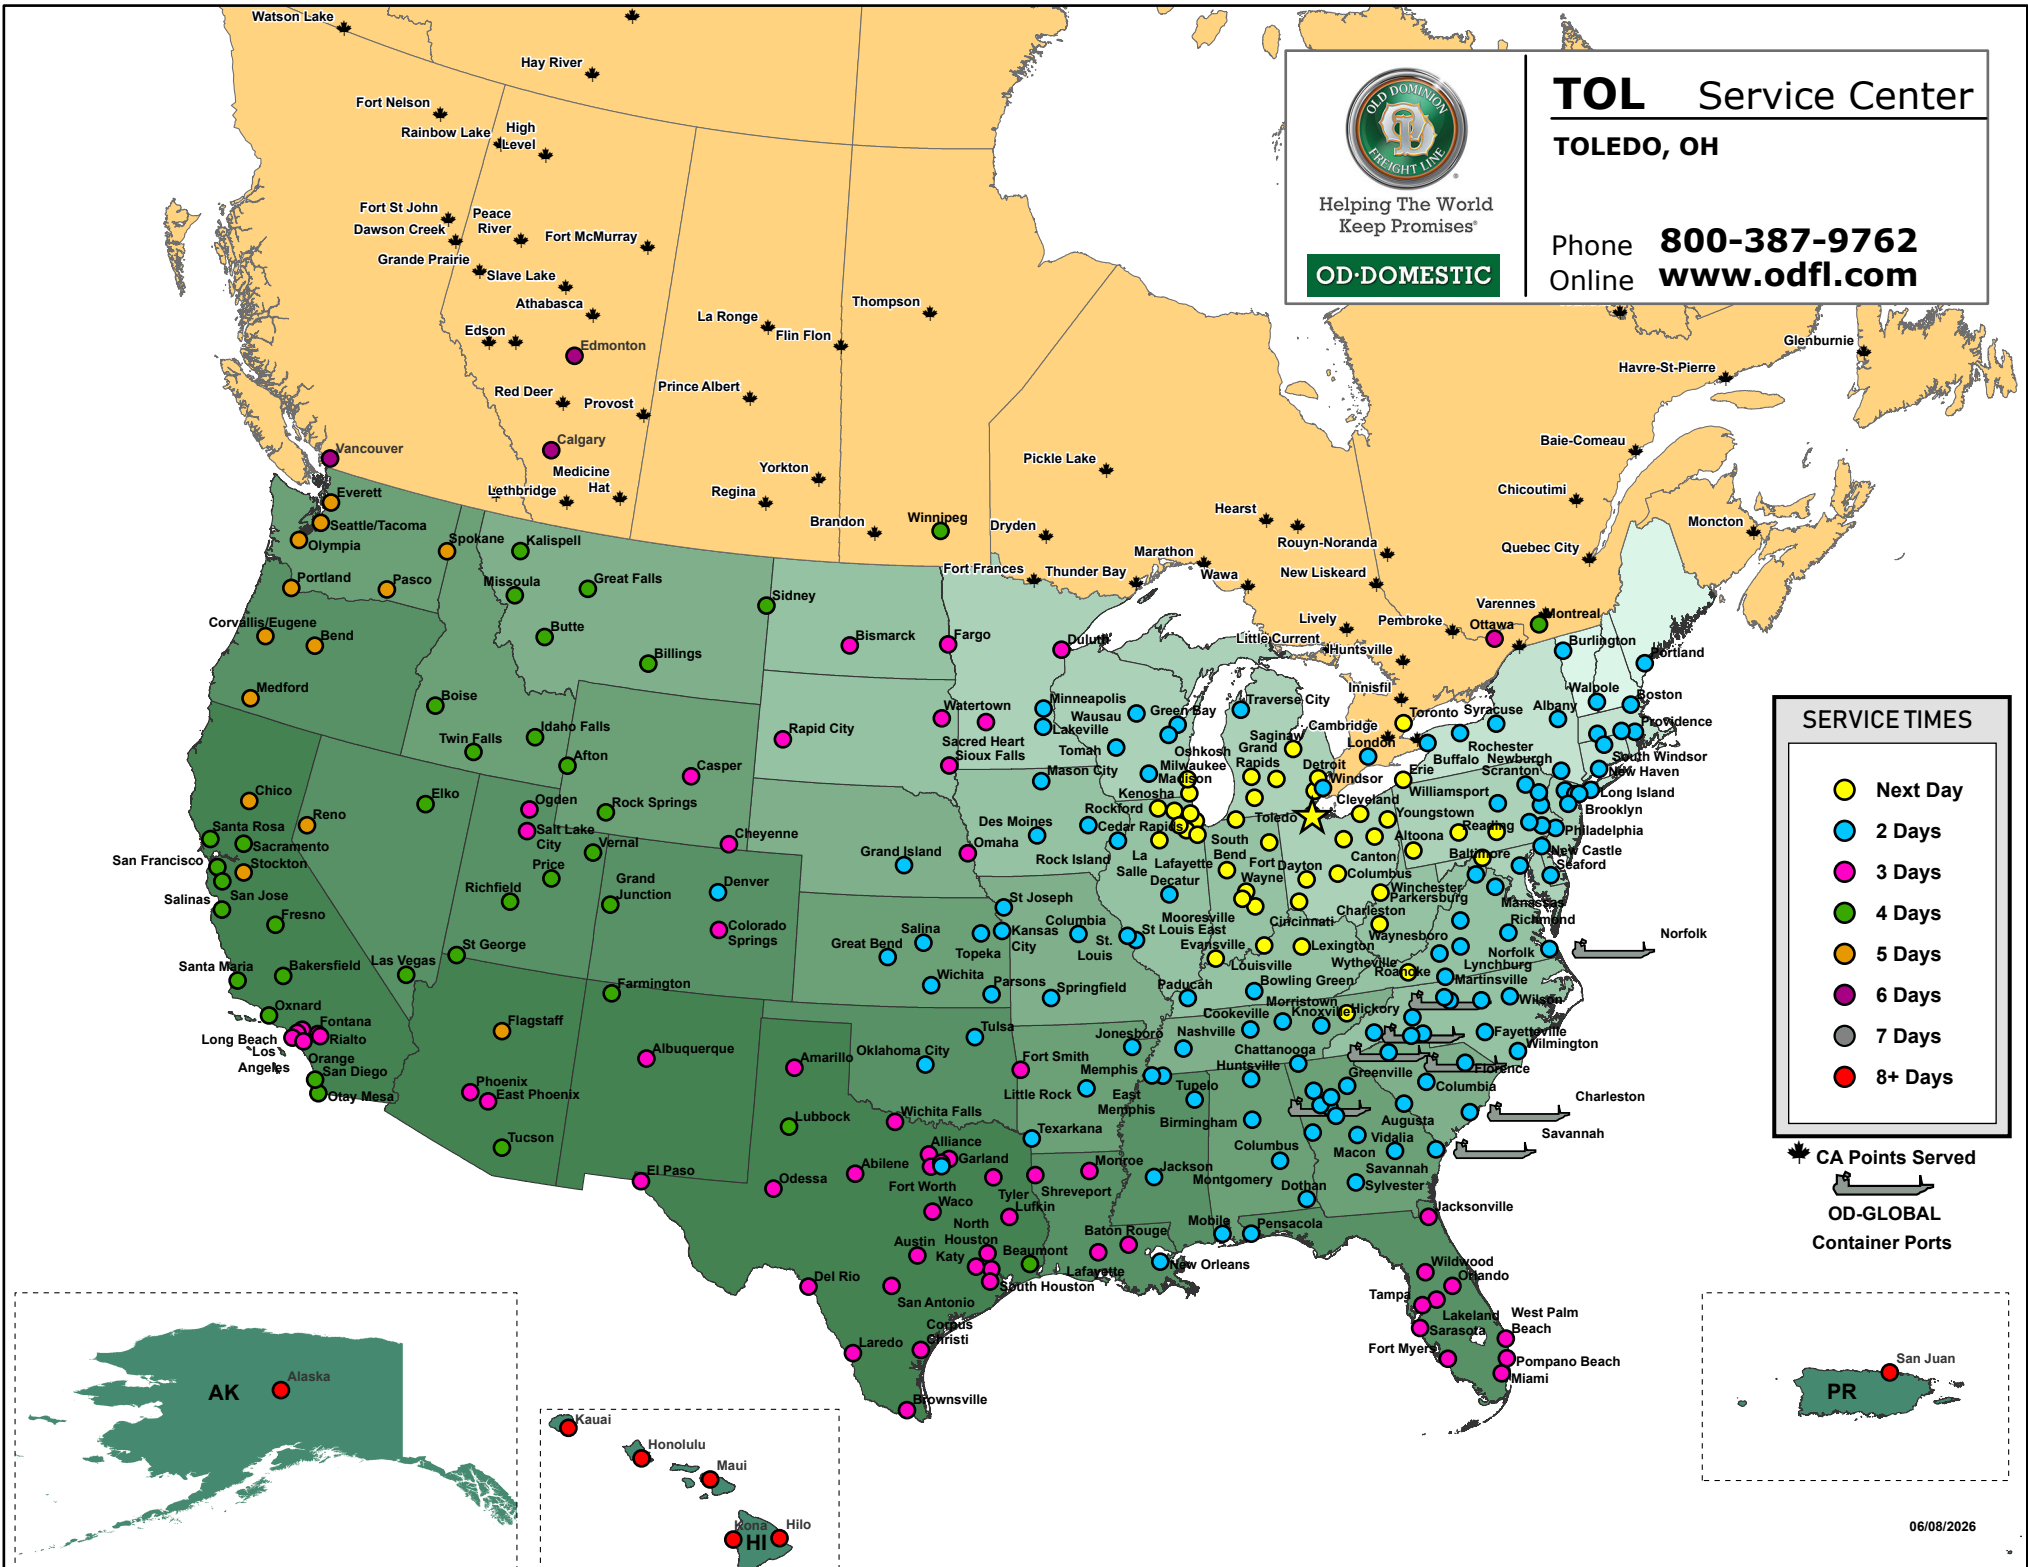 Watson Lake
Hay River
Fort Nelson
Rainbow Lake
High
Level
Fort St John
Dawson Creek
Peace
River
Fort McMurray
Grande Prairie
Slave Lake
Athabasca
Edson
Edmonton
La Ronge
Flin Flon
Thompson
Red Deer
Provost
Prince Albert
Calgary
Vancouver
Medicine
Hat
Lethbridge
Yorkton
Regina
Brandon
Winnipeg
Pickle Lake
Dryden
Fort Frances
Thunder Bay
Marathon
Wawa
Hearst
Rouyn-Noranda
New Liskeard
Lively
Little Current
Huntsville
Pembroke
Ottawa
Varennes
Montreal
Innisfil
Cambridge
Toronto
London
Windsor
Glenburnie
Havre-St-Pierre
Baie-Comeau
Chicoutimi
Quebec City
Moncton
OLD DOMINION
FREIGHT LINE
Helping The World
Keep Promises®
OD·DOMESTIC
TOL Service Center
TOLEDO, OH
Phone 800-387-9762
Online www.odfl.com
Everett
Seattle/Tacoma
Olympia
Spokane
Portland
Pasco
Corvallis/Eugene
Bend
Medford
Kalispell
Missoula
Great Falls
Butte
Billings
Sidney
Boise
Idaho Falls
Twin Falls
Afton
Casper
Bismarck
Fargo
Duluth
Rapid City
Watertown
Sacred Heart
Sioux Falls
Minneapolis
Lakeville
Wausau
Green Bay
Tomah
Oshkosh
Milwaukee
Madison
Kenosha
Mason City
Traverse City
Saginaw
Grand
Rapids
Detroit
Chico
Reno
Elko
Ogden
Salt Lake
City
Rock Springs
Cheyenne
Vernal
Price
Richfield
Grand
Junction
Denver
Colorado
Springs
Santa Rosa
Sacramento
San Francisco
Stockton
San Jose
Salinas
Fresno
Santa Maria
Bakersfield
Las Vegas
St George
Oxnard
Fontana
Rialto
Long Beach
Los
Angeles
Orange
San Diego
Otay Mesa
Phoenix
East Phoenix
Flagstaff
Tucson
Farmington
Albuquerque
El Paso
Grand Island
Omaha
Des Moines
Cedar Rapids
Rock Island
Rockford
La
Salle
Decatur
Lafayette
South
Bend
Fort
Wayne
Toledo
Cleveland
Dayton
Canton
Columbus
Cincinnati
Mooresville
Salina
Great Bend
Topeka
Wichita
Parsons
St Joseph
Kansas
City
Columbia
St.
Louis
St Louis East
Springfield
Evansville
Louisville
Lexington
Paducah
Bowling Green
Erie
Youngstown
Altoona
Williamsport
Reading
Baltimore
Buffalo
Rochester
Syracuse
Albany
Burlington
Portland
Walpole
Boston
Providence
South Windsor
New Haven
Newburgh
Scranton
Long Island
Brooklyn
Philadelphia
New Castle
Seaford
Winchester
Parkersburg
Charleston
Manassas
Richmond
Waynesboro
Norfolk
Lynchburg
Wytheville
Roanoke
Martinsville
Wilson
Morristown
Hickory
Knoxville
Cookeville
Nashville
Chattanooga
Fayetteville
Wilmington
Florence
Greenville
Columbia
Augusta
Vidalia
Macon
Savannah
Sylvester
Norfolk
Charleston
Savannah
Tulsa
Oklahoma City
Amarillo
Lubbock
Wichita Falls
Fort Smith
Little Rock
Jonesboro
Memphis
East
Memphis
Tupelo
Huntsville
Birmingham
Columbus
Montgomery
Dothan
Jackson
Texarkana
Monroe
Shreveport
Alliance
Garland
Fort Worth
Abilene
Odessa
Waco
Tyler
Lufkin
North
Houston
Katy
Austin
Beaumont
South Houston
San Antonio
Del Rio
Laredo
Corpus
Christi
Brownsville
Baton Rouge
Lafayette
New Orleans
Mobile
Pensacola
Jacksonville
Wildwood
Orlando
Tampa
Lakeland
Sarasota
Fort Myers
West Palm
Beach
Pompano Beach
Miami
SERVICE TIMES
Next Day
2 Days
3 Days
4 Days
5 Days
6 Days
7 Days
8+ Days
CA Points Served
OD-GLOBAL
Container Ports
AK
Alaska
Kauai
Honolulu
Maui
Kona
Hilo
HI
San Juan
PR
06/08/2026